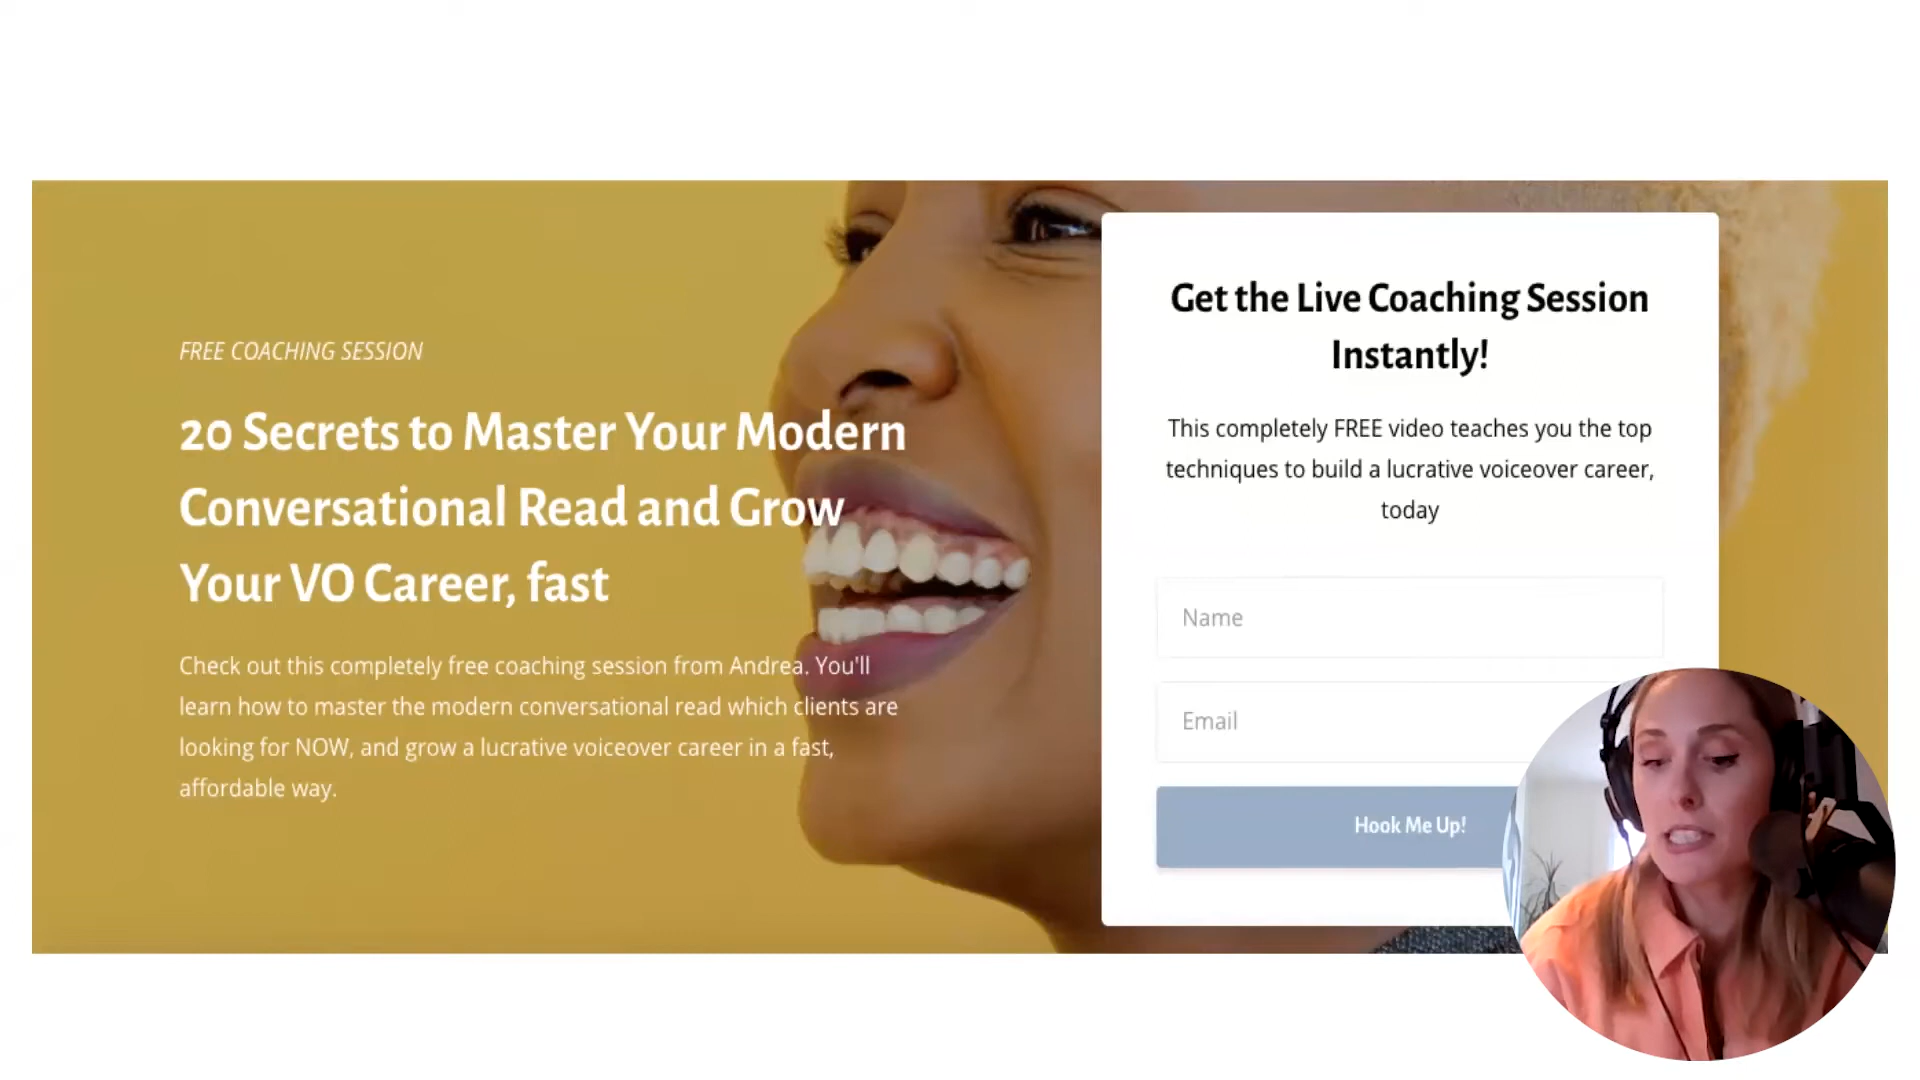 FREE COACHING SESSION
20 Secrets to Master Your Modern
Conversational Read and Grow
Your VO Career, fast
Check out this completely free coaching session from Andrea. You'll
learn how to master the modern conversational read which clients are
looking for NOW, and grow a lucrative voiceover career in a fast,
affordable way.
Get the Live Coaching Session
Instantly!
This completely FREE video teaches you the top
techniques to build a lucrative voiceover career,
today
Name
Email
Hook Me Up!